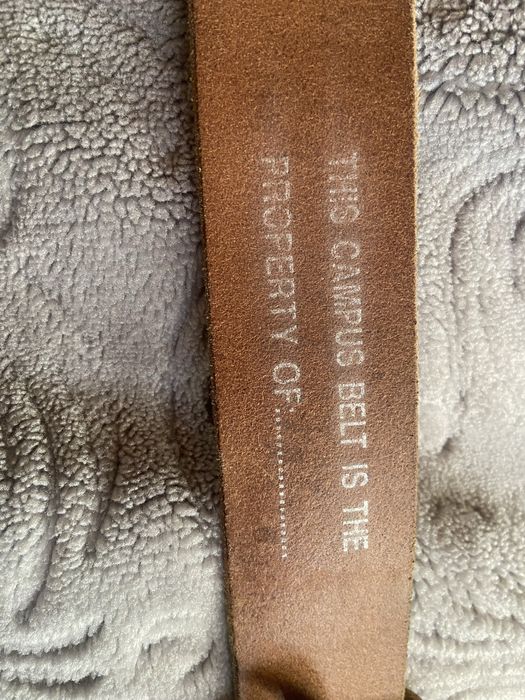 THIS CAMPUS BELT IS THE
PROPERTY OF:....................